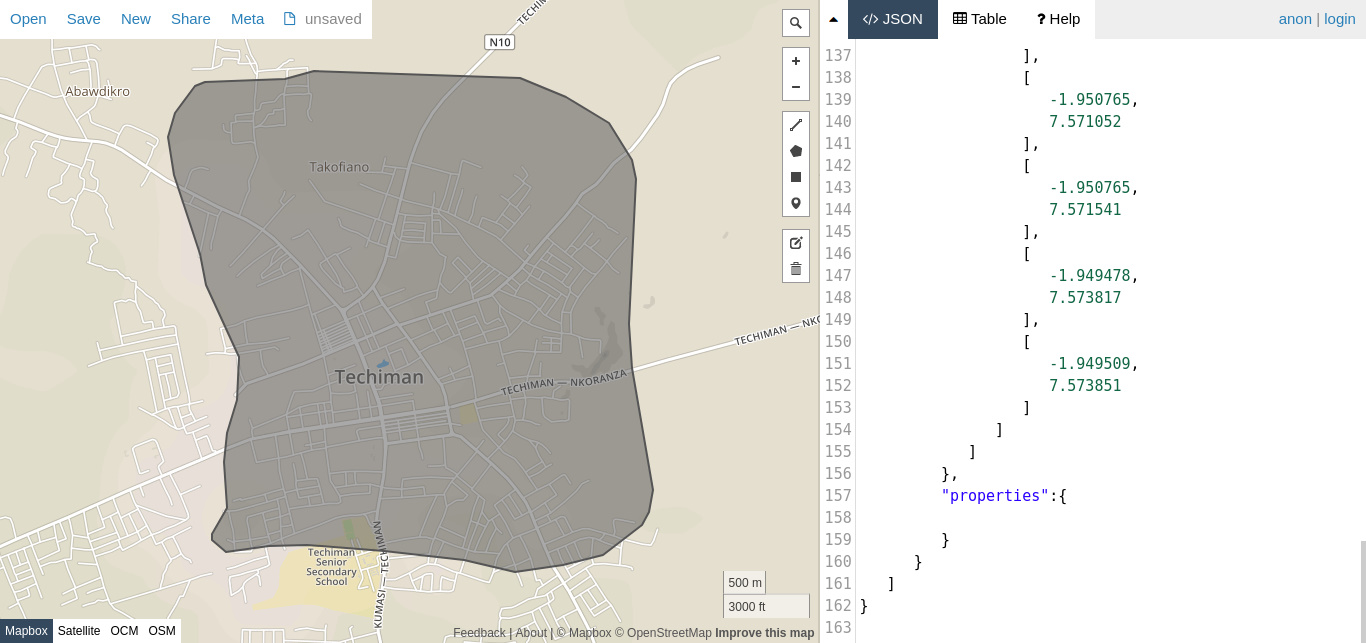 Open Save New Share Meta unsaved
</> JSON Table ? Help anon | login
TECHIM
N10
Abawdikro
Takofiano
TECHIMAN — NKO
Techiman
TECHIMAN — NKORANZA
Techiman
Senior
Secondary
School
KUMASI — TECHIMAN
500 m
3000 ft
Mapbox Satellite OCM OSM
Feedback | About | © Mapbox © OpenStreetMap Improve this map
137 ],
138 [
139 -1.950765,
140 7.571052
141 ],
142 [
143 -1.950765,
144 7.571541
145 ],
146 [
147 -1.949478,
148 7.573817
149 ],
150 [
151 -1.949509,
152 7.573851
153 ]
154 ]
155 ]
156 },
157 "properties":{
158
159 }
160 }
161 ]
162 }
163